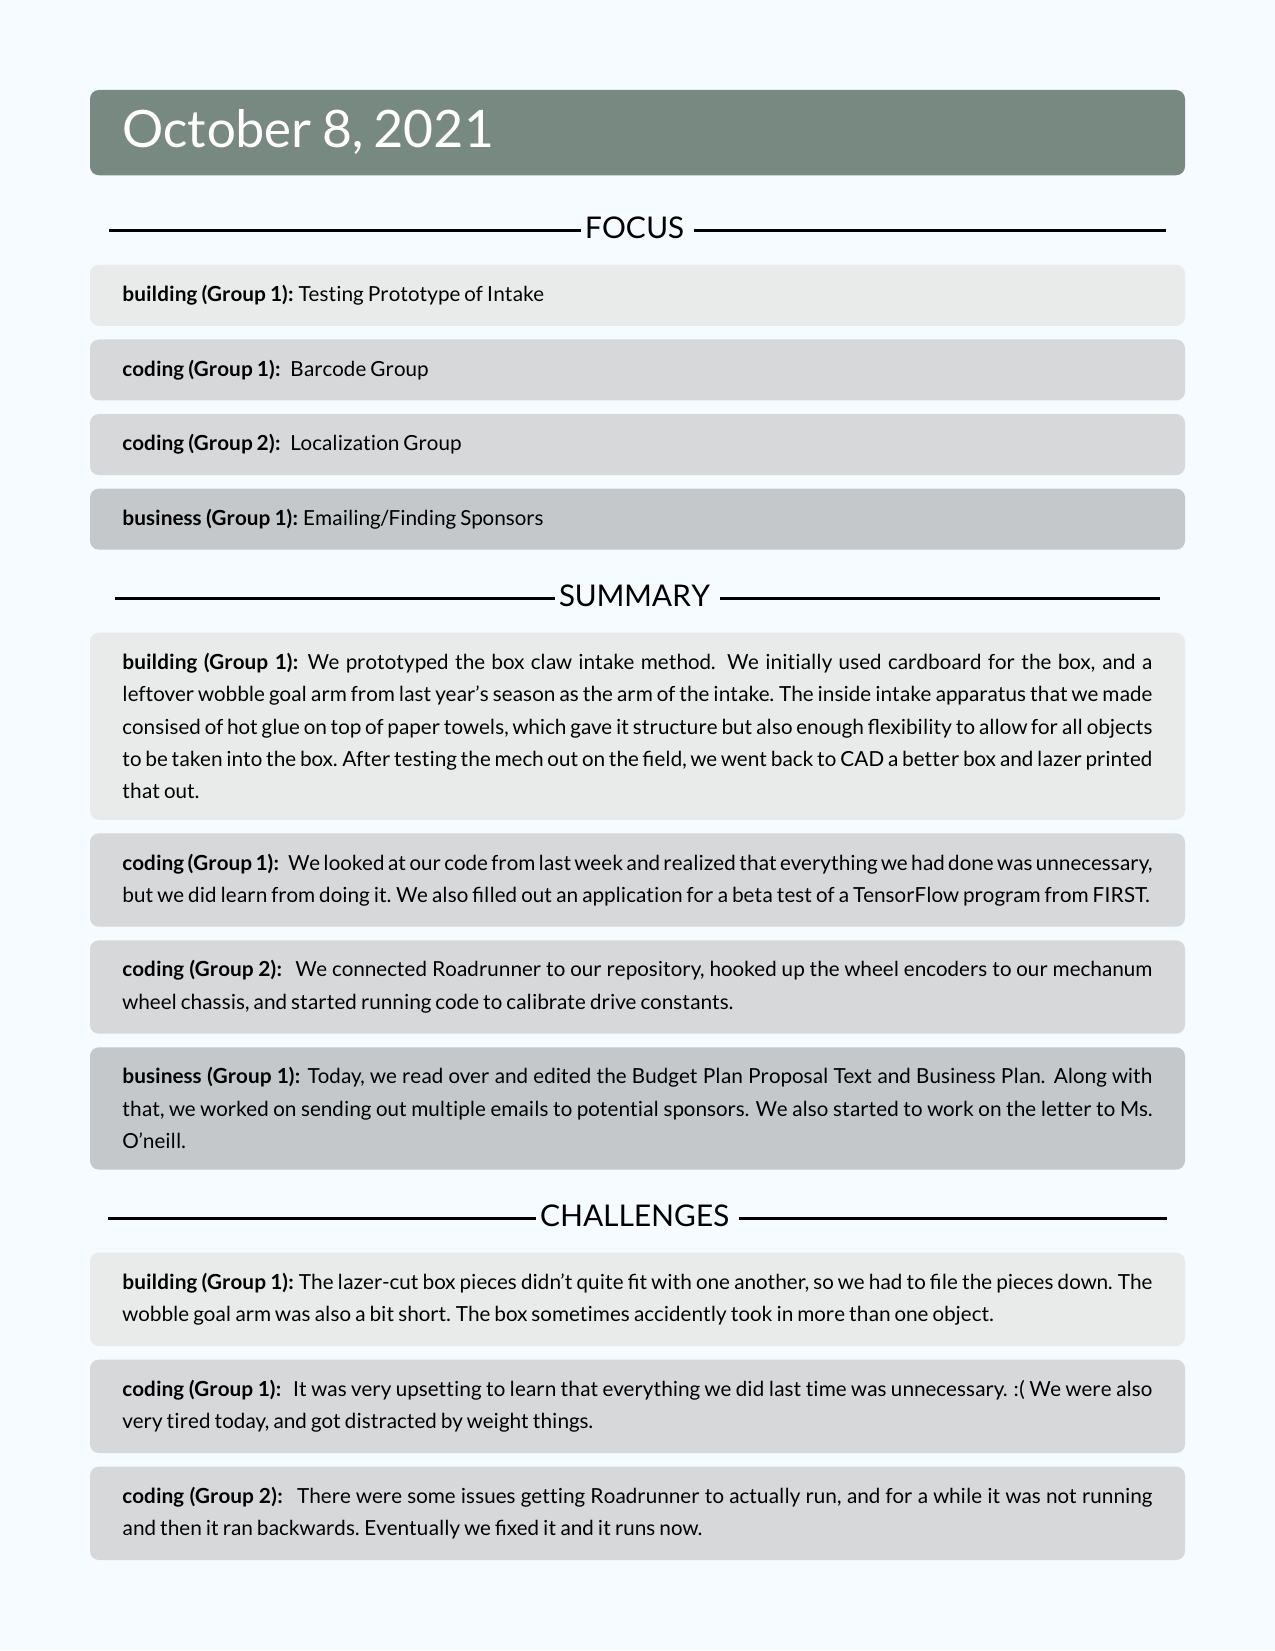 October 8, 2021
FOCUS
building (Group 1): Testing Prototype of Intake
coding (Group 1): Barcode Group
coding (Group 2): Localization Group
business (Group 1): Emailing/Finding Sponsors
SUMMARY
building (Group 1): We prototyped the box claw intake method. We initially used cardboard for the box, and a
leftover wobble goal arm from last year’s season as the arm of the intake. The inside intake apparatus that we made
consised of hot glue on top of paper towels, which gave it structure but also enough flexibility to allow for all objects
to be taken into the box. After testing the mech out on the field, we went back to CAD a better box and lazer printed
that out.
coding (Group 1): We looked at our code from last week and realized that everything we had done was unnecessary,
but we did learn from doing it. We also filled out an application for a beta test of a TensorFlow program from FIRST.
coding (Group 2): We connected Roadrunner to our repository, hooked up the wheel encoders to our mechanum
wheel chassis, and started running code to calibrate drive constants.
business (Group 1): Today, we read over and edited the Budget Plan Proposal Text and Business Plan. Along with
that, we worked on sending out multiple emails to potential sponsors. We also started to work on the letter to Ms.
O’neill.
CHALLENGES
building (Group 1): The lazer-cut box pieces didn’t quite fit with one another, so we had to file the pieces down. The
wobble goal arm was also a bit short. The box sometimes accidently took in more than one object.
coding (Group 1): It was very upsetting to learn that everything we did last time was unnecessary. :( We were also
very tired today, and got distracted by weight things.
coding (Group 2): There were some issues getting Roadrunner to actually run, and for a while it was not running
and then it ran backwards. Eventually we fixed it and it runs now.